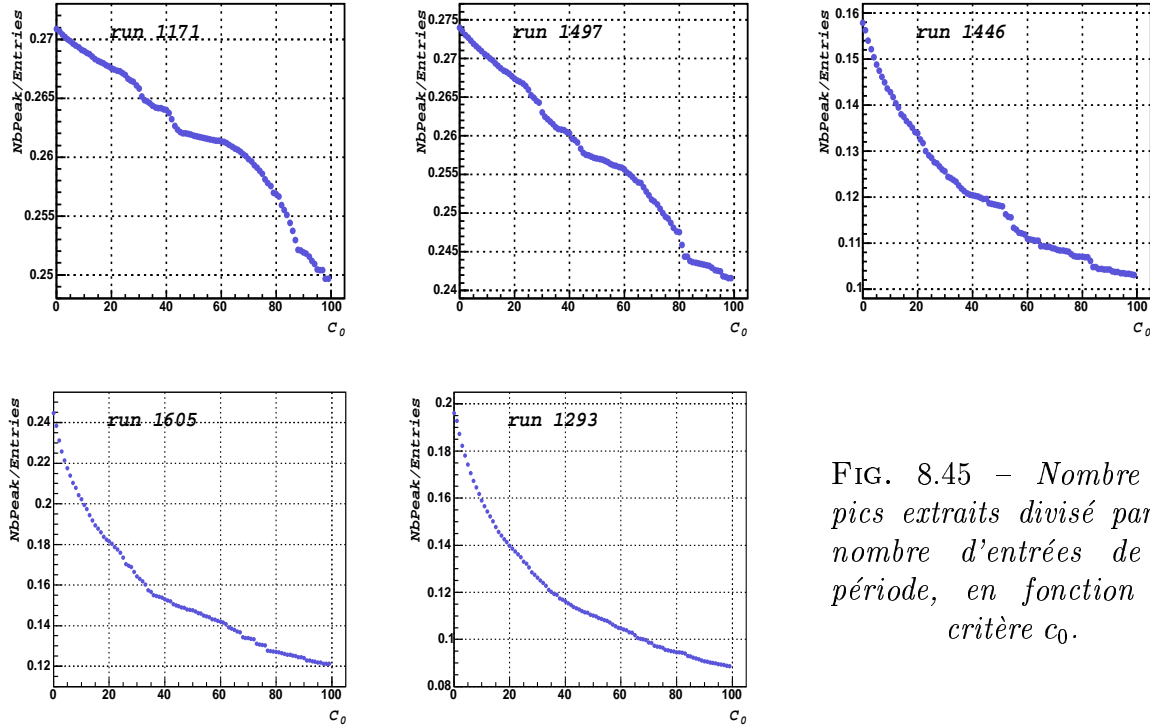 NbPeak/Entries
run 1171
0.27
0.265
0.26
0.255
0.25
0 20 40 60 80 100
C0
NbPeak/Entries
run 1497
0.275
0.27
0.265
0.26
0.255
0.25
0.245
0.24
0 20 40 60 80 100
C0
NbPeak/Entries
run 1446
0.16
0.15
0.14
0.13
0.12
0.11
0.1
0 20 40 60 80 100
C0
NbPeak/Entries
run 1605
0.24
0.22
0.2
0.18
0.16
0.14
0.12
0 20 40 60 80 100
C0
NbPeak/Entries
run 1293
0.2
0.18
0.16
0.14
0.12
0.1
0.08
0 20 40 60 80 100
C0
FIG. 8.45 – Nombre
pics extraits divisé par
nombre d'entrées de
période, en fonction
critère c0.